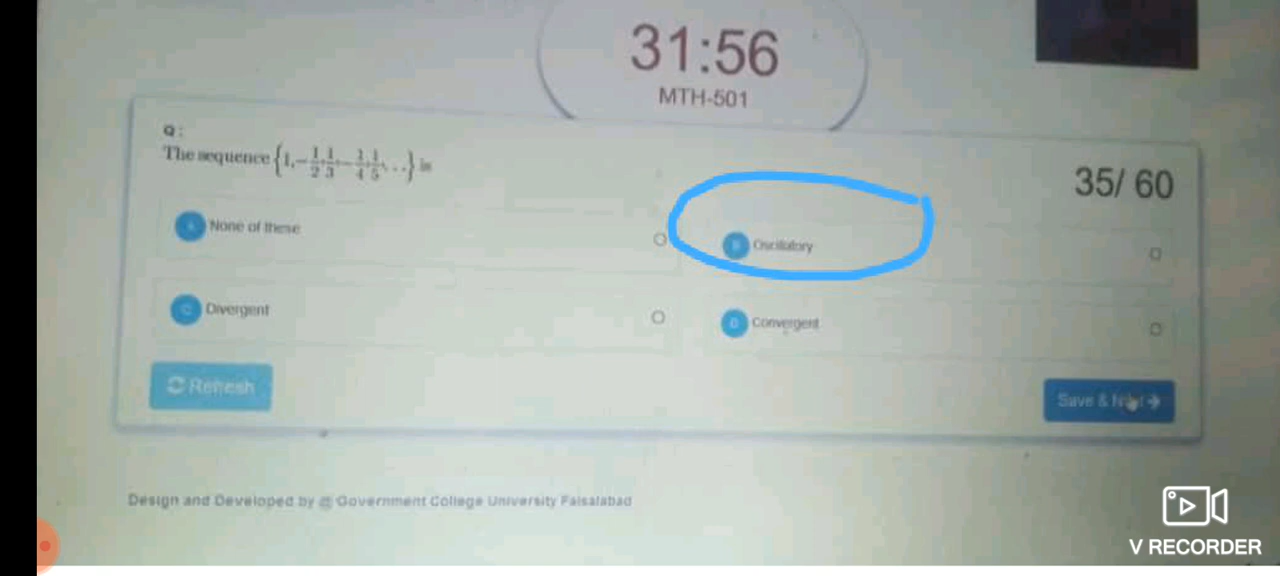 31:56
MTH-501
Q:
The sequence {1,-1/2,1/3,-1/4,1/5,...} is
35/ 60
A None of these
B Oscillatory
C Divergent
D Convergent
Refresh
Save & Next
Design and Developed by @ Government College University Faisalabad
V RECORDER